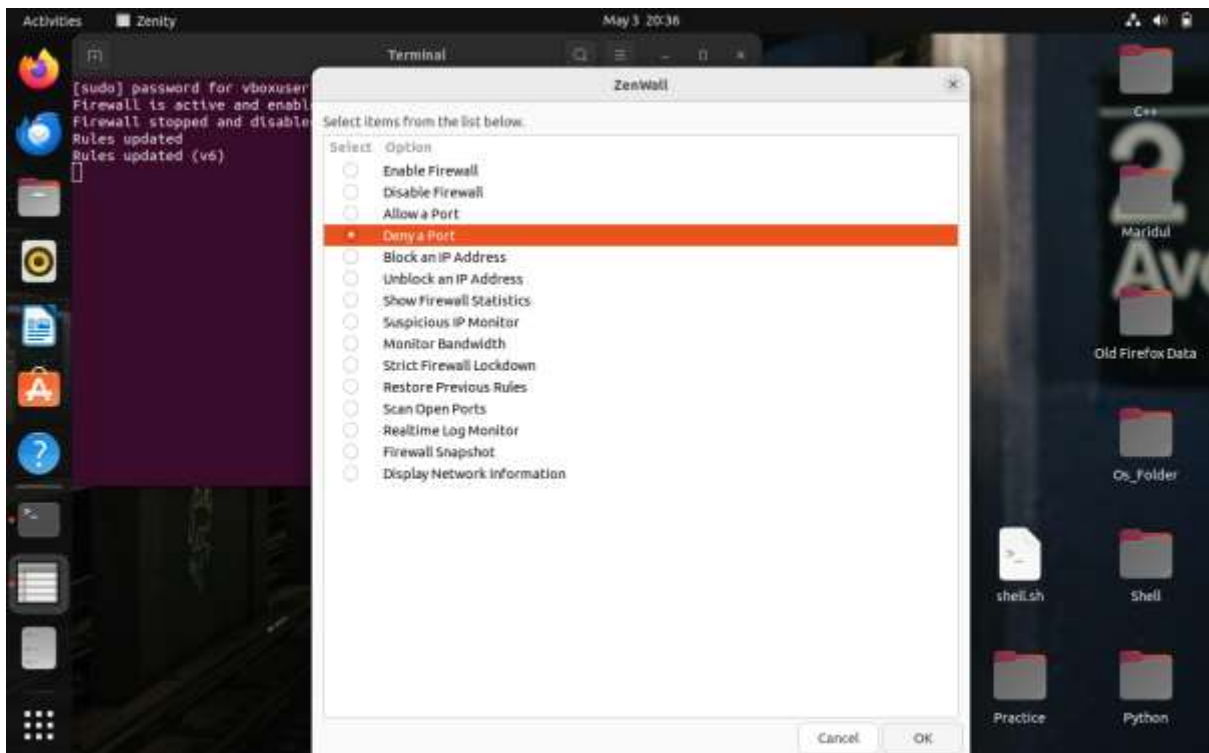 Activities Zenity May 3 20:36
Terminal
[sudo] password for vboxuser
Firewall is active and enabl
Firewall stopped and disable
Rules updated
Rules updated (v6)
ZenWall
Select items from the list below.
Select Option
Enable Firewall
Disable Firewall
Allow a Port
Deny a Port
Block an IP Address
Unblock an IP Address
Show Firewall Statistics
Suspicious IP Monitor
Monitor Bandwidth
Strict Firewall Lockdown
Restore Previous Rules
Scan Open Ports
Realtime Log Monitor
Firewall Snapshot
Display Network Information
Cancel OK
C++
2
Maridul
Av
Old Firefox Data
Os_Folder
shell.sh Shell
Practice Python